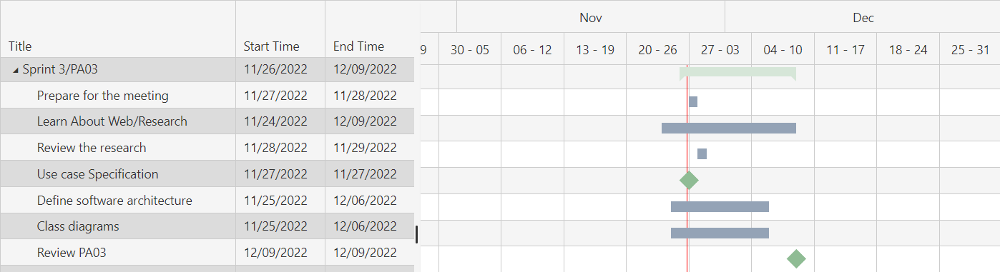 Nov Dec
Title Start Time End Time 9 30 - 05 06 - 12 13 - 19 20 - 26 27 - 03 04 - 10 11 - 17 18 - 24 25 - 31
Sprint 3/PA03 11/26/2022 12/09/2022
Prepare for the meeting 11/27/2022 11/28/2022
Learn About Web/Research 11/24/2022 12/09/2022
Review the research 11/28/2022 11/29/2022
Use case Specification 11/27/2022 11/27/2022
Define software architecture 11/25/2022 12/06/2022
Class diagrams 11/25/2022 12/06/2022
Review PA03 12/09/2022 12/09/2022